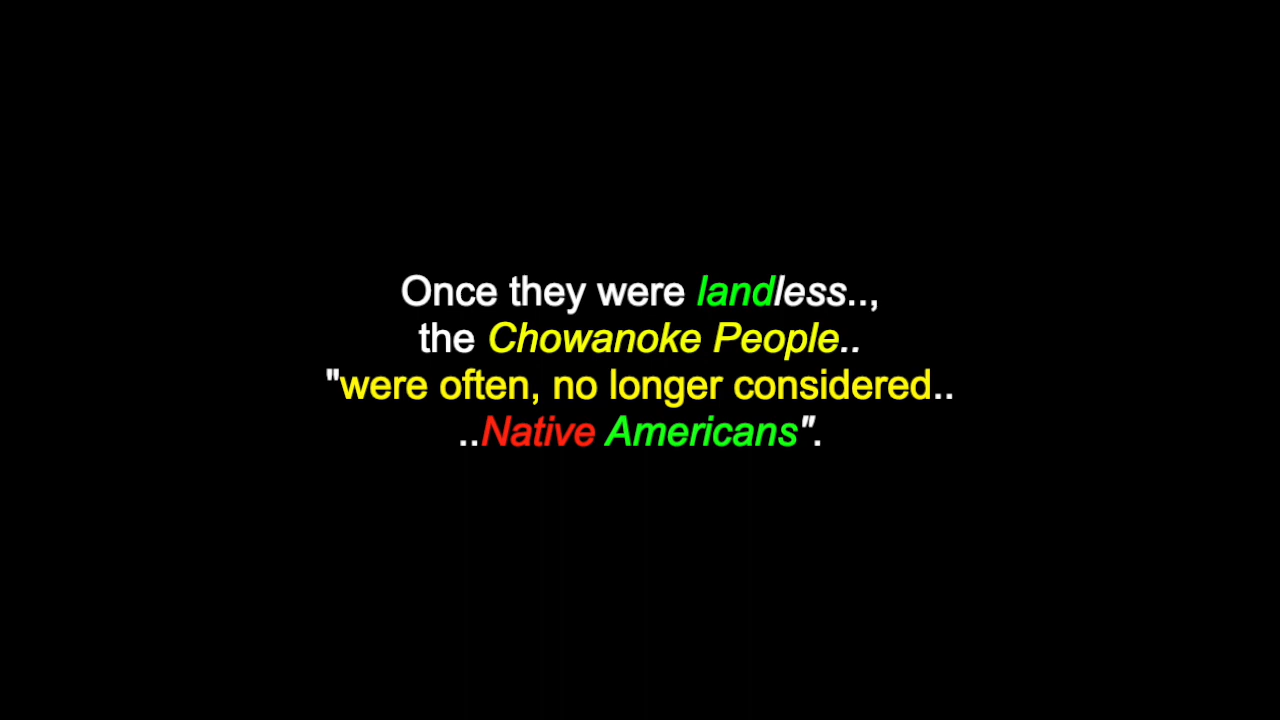 Once they were landless..,
the Chowanoke People..
"were often, no longer considered..
..Native Americans".